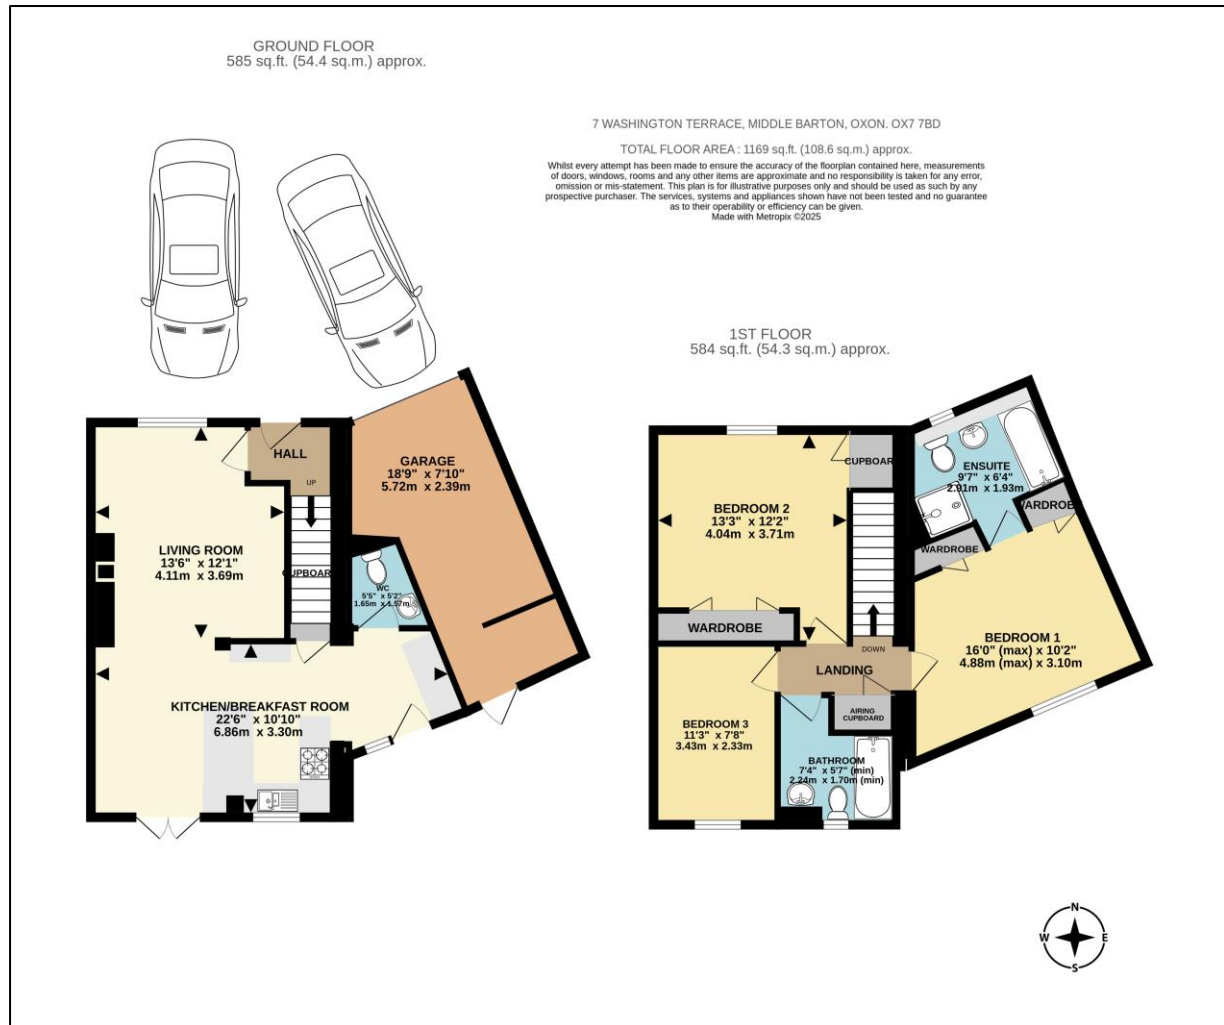 GROUND FLOOR
585 sq.ft. (54.4 sq.m.) approx.
7 WASHINGTON TERRACE, MIDDLE BARTON, OXON. OX7 7BD
TOTAL FLOOR AREA : 1169 sq.ft. (108.6 sq.m.) approx.
Whilst every attempt has been made to ensure the accuracy of the floorplan contained here, measurements
of doors, windows, rooms and any other items are approximate and no responsibility is taken for any error,
omission or mis-statement. This plan is for illustrative purposes only and should be used as such by any
prospective purchaser. The services, systems and appliances shown have not been tested and no guarantee
as to their operability or efficiency can be given.
Made with Metropix ©2025
1ST FLOOR
584 sq.ft. (54.3 sq.m.) approx.
HALL
UP
GARAGE
18'9" x 7'10"
5.72m x 2.39m
LIVING ROOM
13'6" x 12'1"
4.11m x 3.69m
CUPBOARD
WC
5'5" x 5'2"
1.65m x 1.57m
KITCHEN/BREAKFAST ROOM
22'6" x 10'10"
6.86m x 3.30m
CUPBOARD
BEDROOM 2
13'3" x 12'2"
4.04m x 3.71m
ENSUITE
9'7" x 6'4"
2.91m x 1.93m
WARDROBE
WARDROBE
WARDROBE
BEDROOM 1
16'0" (max) x 10'2"
4.88m (max) x 3.10m
DOWN
LANDING
AIRING
CUPBOARD
BEDROOM 3
11'3" x 7'8"
3.43m x 2.33m
BATHROOM
7'4" x 5'7" (min)
2.24m x 1.70m (min)
N
W E
S